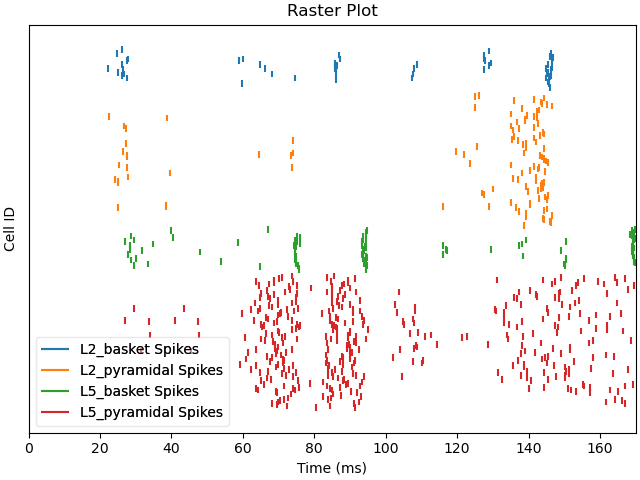 Raster Plot
Cell ID
L2_basket Spikes
L2_pyramidal Spikes
L5_basket Spikes
L5_pyramidal Spikes
0 20 40 60 80 100 120 140 160
Time (ms)